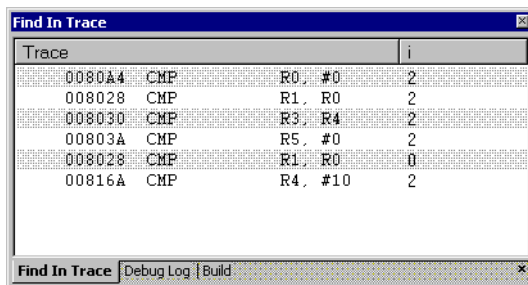 Find In Trace
Trace i
0080A4 CMP R0, #0 2
008028 CMP R1, R0 2
008030 CMP R3, R4 2
00803A CMP R5, #0 2
008028 CMP R1, R0 0
00816A CMP R4, #10 2
Find In Trace Debug Log Build